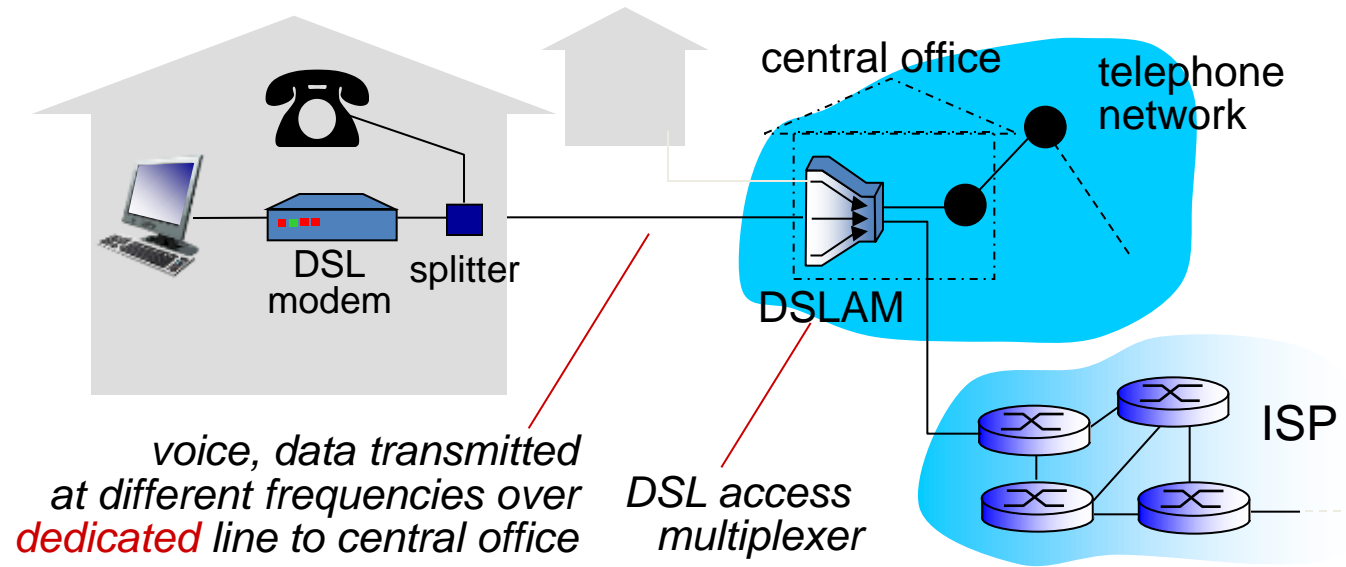 central office
telephone
network
DSL
modem
splitter
DSLAM
ISP
voice, data transmitted
at different frequencies over
dedicated line to central office
DSL access
multiplexer